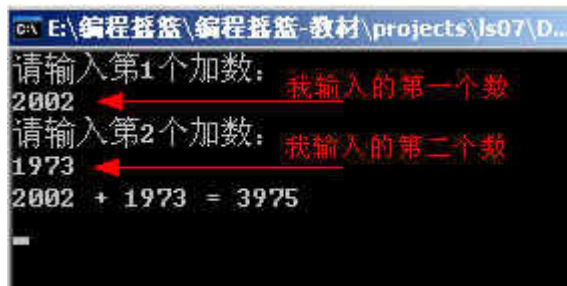 E:\编程摇篮\编程摇篮-教材\projects\ls07\D...
请输入第1个加数：
我输入的第一个数
2002
请输入第2个加数：
我输入的第二个数
1973
2002 + 1973 = 3975